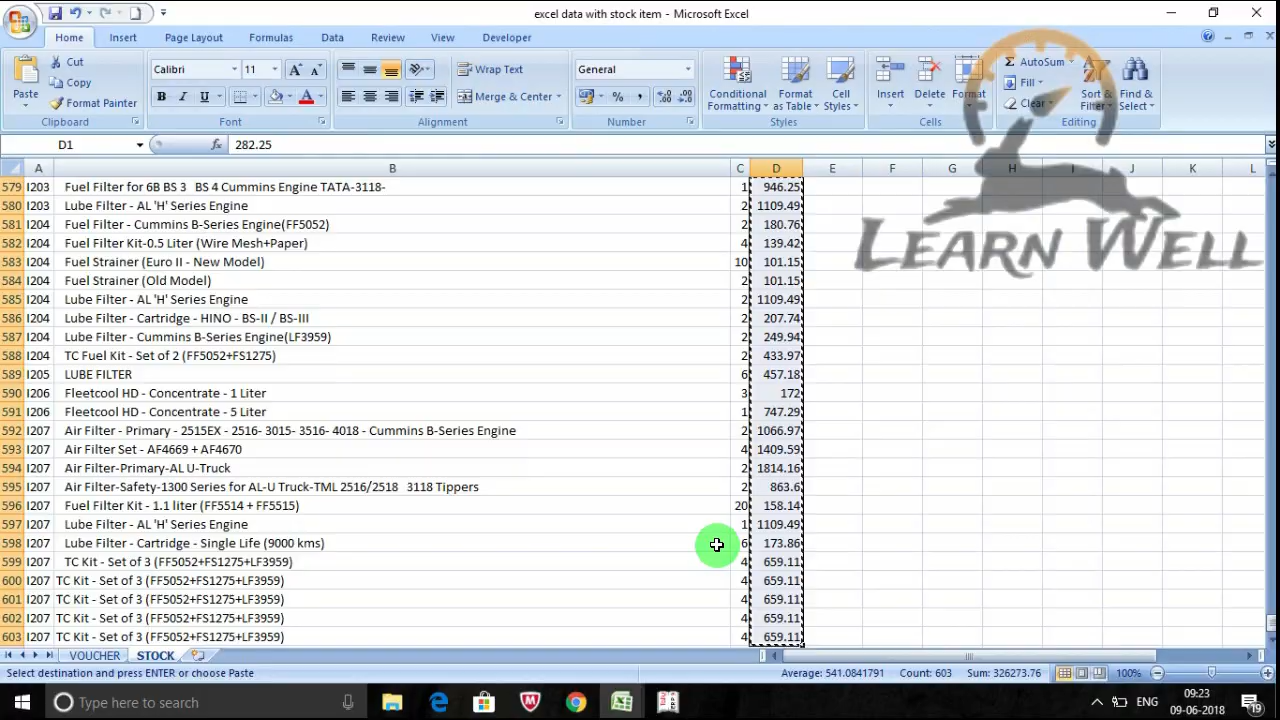 excel data with stock item - Microsoft Excel
Home Insert Page Layout Formulas Data Review View Developer
Paste Cut Copy Format Painter Clipboard
Calibri 11 B I U A Font
Wrap Text Merge & Center Alignment
General % , Number
Conditional Formatting Format as Table Cell Styles Styles
Insert Delete Format Cells
Σ AutoSum Fill Clear Sort & Filter Find & Select Editing
LEARN WELL
D1 fx 282.25
A B C D E F G H I J K L
579 I203 Fuel Filter for 6B BS 3 BS 4 Cummins Engine TATA-3118- 1 946.25
580 I203 Lube Filter - AL 'H' Series Engine 2 1109.49
581 I204 Fuel Filter - Cummins B-Series Engine(FF5052) 2 180.76
582 I204 Fuel Filter Kit-0.5 Liter (Wire Mesh+Paper) 4 139.42
583 I204 Fuel Strainer (Euro II - New Model) 10 101.15
584 I204 Fuel Strainer (Old Model) 2 101.15
585 I204 Lube Filter - AL 'H' Series Engine 2 1109.49
586 I204 Lube Filter - Cartridge - HINO - BS-II / BS-III 2 207.74
587 I204 Lube Filter - Cummins B-Series Engine(LF3959) 2 249.94
588 I204 TC Fuel Kit - Set of 2 (FF5052+FS1275) 2 433.97
589 I205 LUBE FILTER 6 457.18
590 I206 Fleetcool HD - Concentrate - 1 Liter 3 172
591 I206 Fleetcool HD - Concentrate - 5 Liter 1 747.29
592 I207 Air Filter - Primary - 2515EX - 2516- 3015- 3516- 4018 - Cummins B-Series Engine 2 1066.97
593 I207 Air Filter Set - AF4669 + AF4670 4 1409.59
594 I207 Air Filter-Primary-AL U-Truck 2 1814.16
595 I207 Air Filter-Safety-1300 Series for AL-U Truck-TML 2516/2518 3118 Tippers 2 863.6
596 I207 Fuel Filter Kit - 1.1 liter (FF5514 + FF5515) 20 158.14
597 I207 Lube Filter - AL 'H' Series Engine 1 1109.49
598 I207 Lube Filter - Cartridge - Single Life (9000 kms) 6 173.86
599 I207 TC Kit - Set of 3 (FF5052+FS1275+LF3959) 4 659.11
600 I207 TC Kit - Set of 3 (FF5052+FS1275+LF3959) 4 659.11
601 I207 TC Kit - Set of 3 (FF5052+FS1275+LF3959) 4 659.11
602 I207 TC Kit - Set of 3 (FF5052+FS1275+LF3959) 4 659.11
603 I207 TC Kit - Set of 3 (FF5052+FS1275+LF3959) 4 659.11
VOUCHER STOCK
Select destination and press ENTER or choose Paste Average: 541.0841791 Count: 603 Sum: 326273.76 100%
Type here to search ENG 09:23
09-06-2018 19